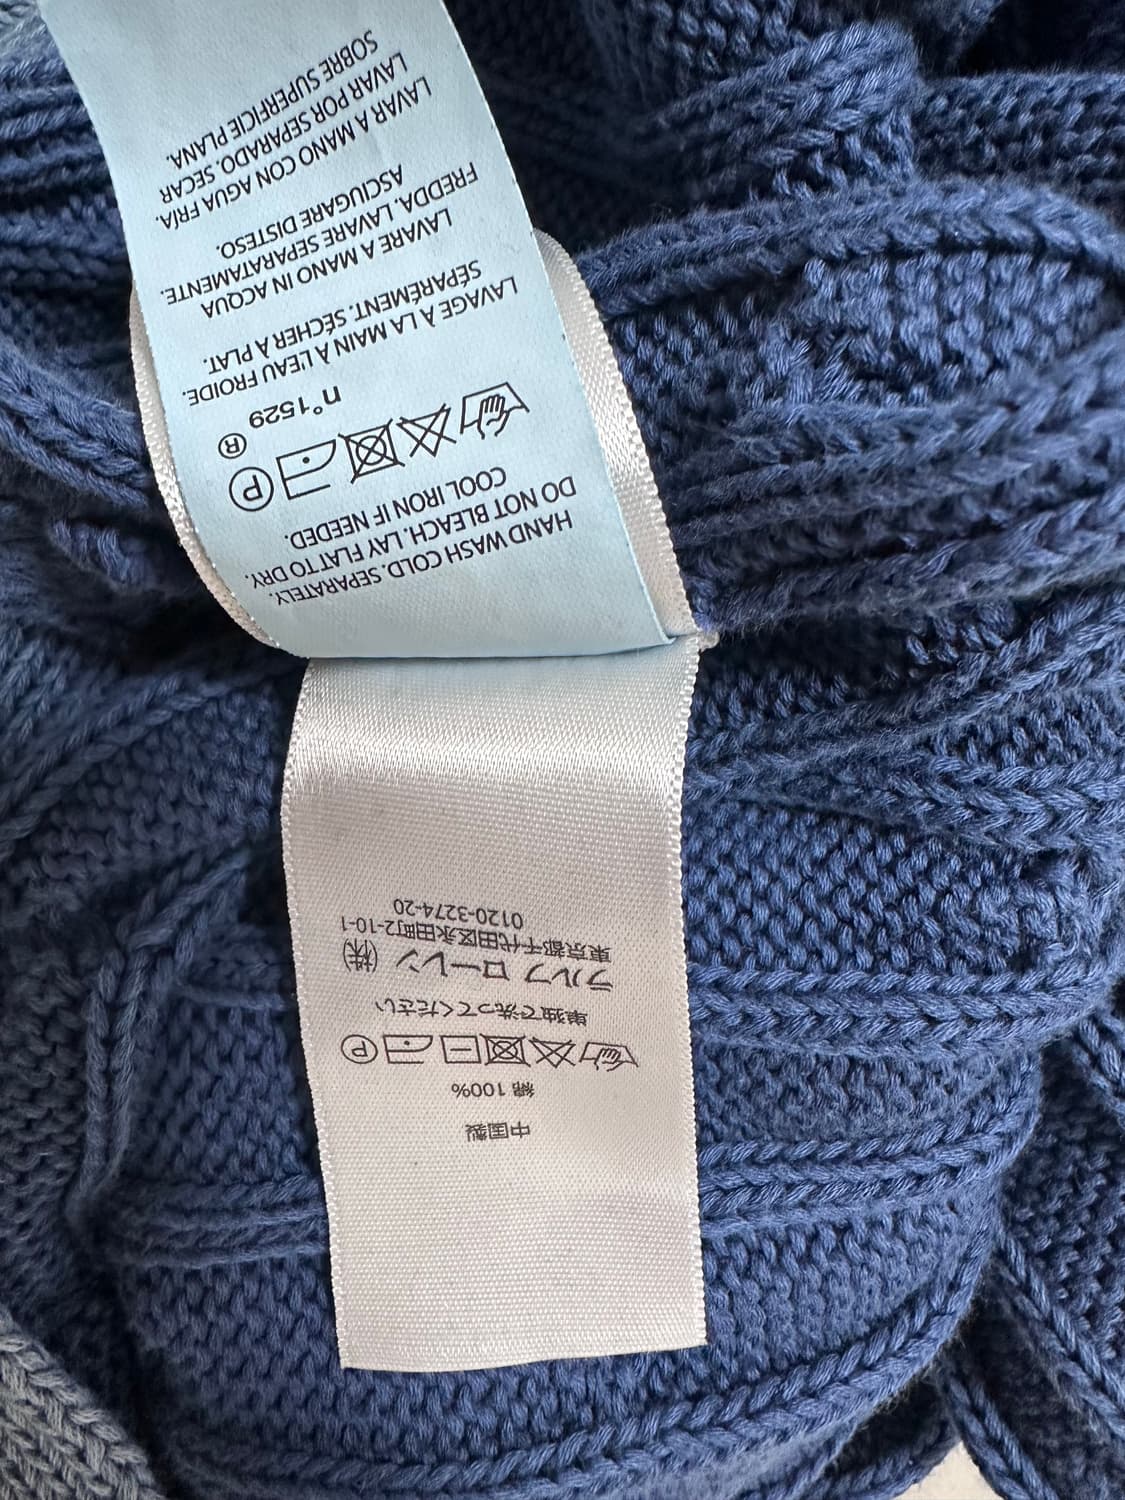 HAND WASH COLD. SEPARATELY.
DO NOT BLEACH. LAY FLAT TO DRY.
COOL IRON IF NEEDED.
P
R
n° 1529
LAVAGE À LA MAIN À L'EAU FROIDE.
SÉPARÉMENT. SÉCHER À PLAT.
LAVARE A MANO IN ACQUA
FREDDA, LAVARE SEPARATAMENTE.
ASCIUGARE DISTESO.
LAVAR A MANO CON AGUA FRÍA.
LAVAR POR SEPARADO. SECAR
SOBRE SUPERFICIE PLANA.
中国製
綿 100%
P
単独で洗ってください
ラルフ ローレン (株)
東京都千代田区永田町2-10-1
0120-3274-20